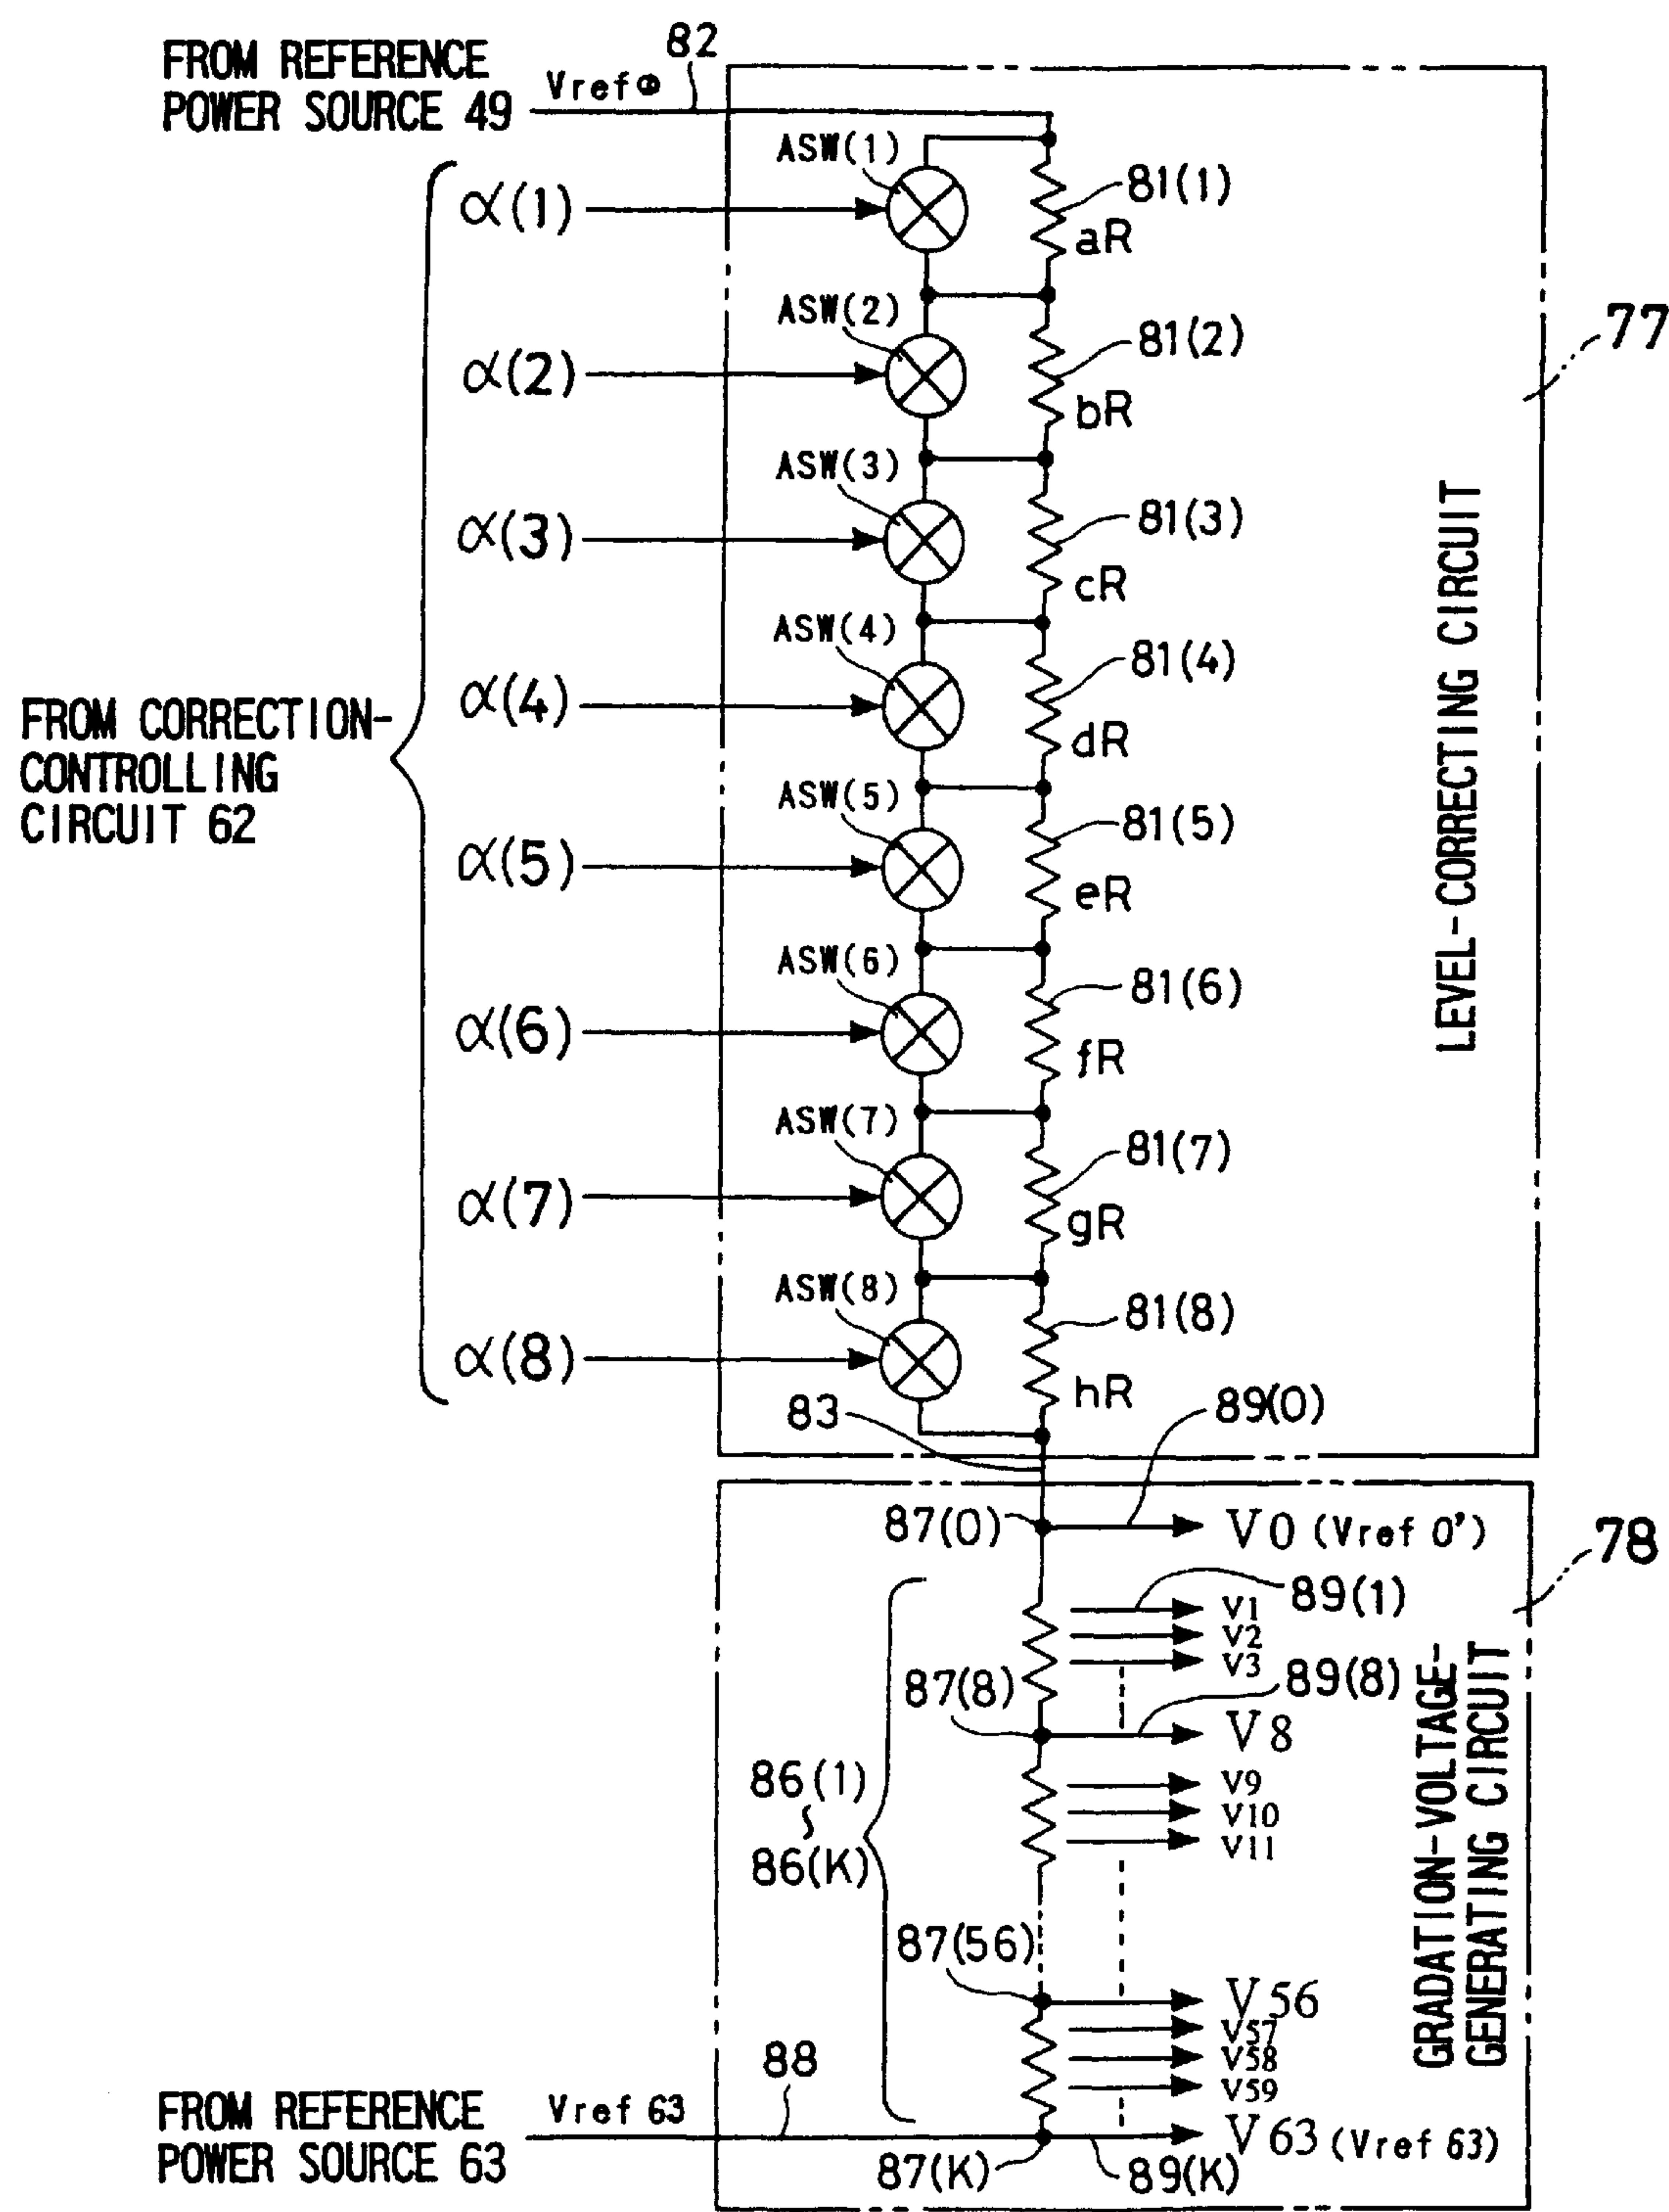 FROM REFERENCE
POWER SOURCE 49
Vref0
82
ASW(1)
α(1)
81(1)
aR
ASW(2)
α(2)
81(2)
bR
77
ASW(3)
α(3)
81(3)
cR
ASW(4)
α(4)
81(4)
dR
FROM CORRECTION-
CONTROLLING
CIRCUIT 62
LEVEL-CORRECTING CIRCUIT
ASW(5)
α(5)
81(5)
eR
ASW(6)
α(6)
81(6)
fR
ASW(7)
α(7)
81(7)
gR
ASW(8)
α(8)
81(8)
hR
83
89(0)
87(0)
V0 (Vref 0')
78
89(1)
V1
V2
V3
87(8)
89(8)
V8
86(1)
~
86(K)
V9
V10
V11
GRADATION-VOLTAGE-
GENERATING CIRCUIT
87(56)
V56
V57
V58
V59
FROM REFERENCE
POWER SOURCE 63
Vref 63
88
V63 (Vref 63)
87(K)
89(K)